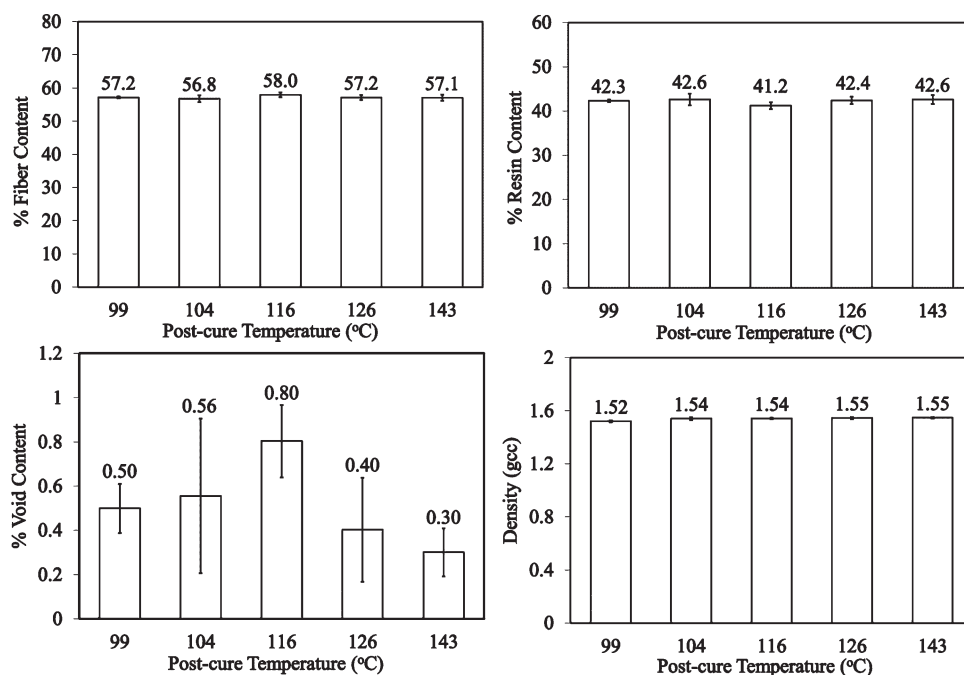 % Fiber Content
80
70
60
50
40
30
20
10
0
57.2 56.8 58.0 57.2 57.1
99 104 116 126 143
Post-cure Temperature (°C)
% Resin Content
60
50
40
30
20
10
0
42.3 42.6 41.2 42.4 42.6
99 104 116 126 143
Post-cure Temperature (°C)
% Void Content
1.2
1
0.8
0.6
0.4
0.2
0
0.50 0.56 0.80 0.40 0.30
99 104 116 126 143
Post-cure Temperature (°C)
Density (gcc)
2
1.6
1.2
0.8
0.4
0
1.52 1.54 1.54 1.55 1.55
99 104 116 126 143
Post-cure Temperature (°C)